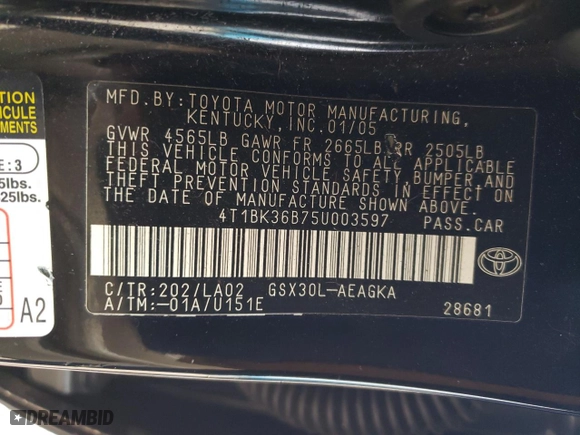 TION
VEHICLE
MENTS
E:3
5lbs.
25lbs.
A2
MFD.BY:TOYOTA MOTOR MANUFACTURING,
KENTUCKY,INC.01/05
GVWR 4565LB GAWR FR 2665LB RR 2505LB
THIS VEHICLE CONFORMS TO ALL APPLICABLE
FEDERAL MOTOR VEHICLE SAFETY,BUMPER,AND
THEFT PREVENTION STANDARDS IN EFFECT ON
THE DATE OF MANUFACTURE SHOWN ABOVE.
4T1BK36B75U003597 PASS.CAR
C/TR:202/LA02 GSX30L-AEAGKA
A/TM:-01A/U151E
28681
TOYOTA
DREAMBID